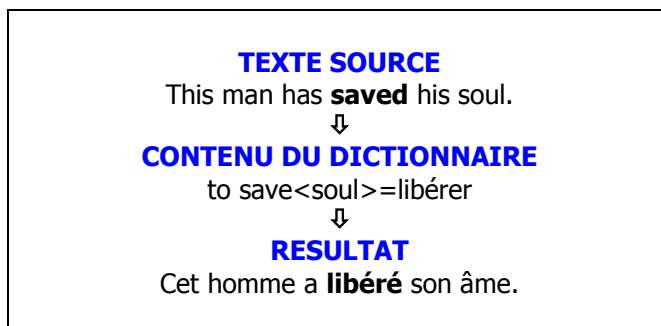 TEXTE SOURCE
This man has saved his soul.
⇩
CONTENU DU DICTIONNAIRE
to save<soul>=libérer
⇩
RESULTAT
Cet homme a libéré son âme.